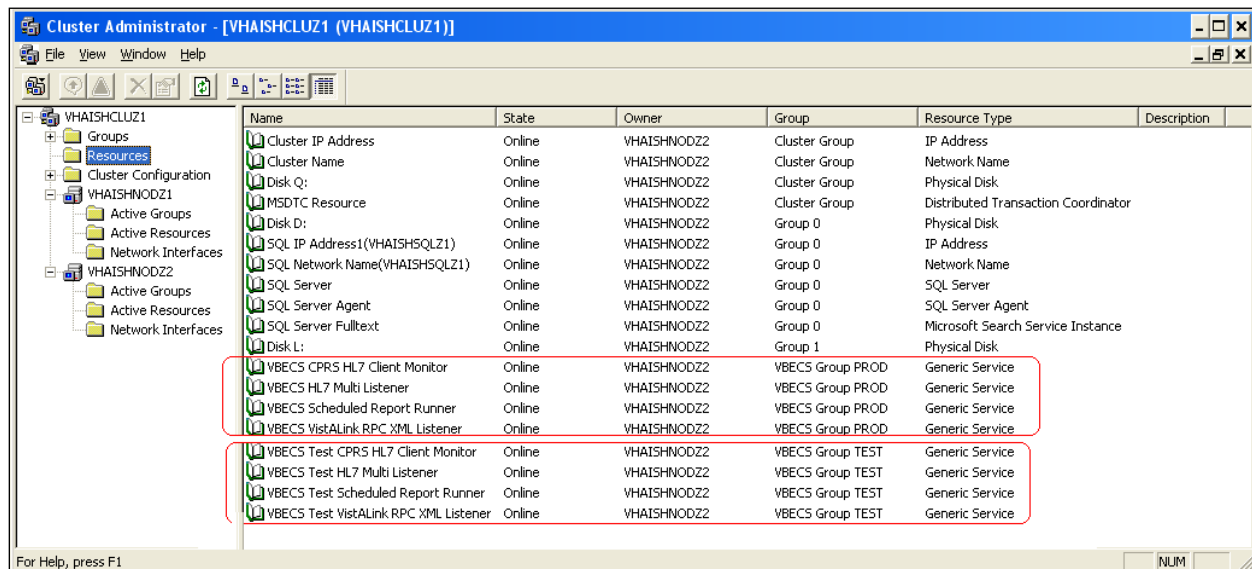 Cluster Administrator - [VHAISHCLUZ1 (VHAISHCLUZ1)]
File View Window Help
VHAISHCLUZ1
Groups
Resources
Cluster Configuration
VHAISHNODZ1
Active Groups
Active Resources
Network Interfaces
VHAISHNODZ2
Active Groups
Active Resources
Network Interfaces
Name State Owner Group Resource Type Description
Cluster IP Address Online VHAISHNODZ2 Cluster Group IP Address
Cluster Name Online VHAISHNODZ2 Cluster Group Network Name
Disk Q: Online VHAISHNODZ2 Cluster Group Physical Disk
MSDTC Resource Online VHAISHNODZ2 Cluster Group Distributed Transaction Coordinator
Disk D: Online VHAISHNODZ2 Group 0 Physical Disk
SQL IP Address1(VHAISHSQLZ1) Online VHAISHNODZ2 Group 0 IP Address
SQL Network Name(VHAISHSQLZ1) Online VHAISHNODZ2 Group 0 Network Name
SQL Server Online VHAISHNODZ2 Group 0 SQL Server
SQL Server Agent Online VHAISHNODZ2 Group 0 SQL Server Agent
SQL Server Fulltext Online VHAISHNODZ2 Group 0 Microsoft Search Service Instance
Disk L: Online VHAISHNODZ2 Group 1 Physical Disk
VBECS CPRS HL7 Client Monitor Online VHAISHNODZ2 VBECS Group PROD Generic Service
VBECS HL7 Multi Listener Online VHAISHNODZ2 VBECS Group PROD Generic Service
VBECS Scheduled Report Runner Online VHAISHNODZ2 VBECS Group PROD Generic Service
VBECS VistALink RPC XML Listener Online VHAISHNODZ2 VBECS Group PROD Generic Service
VBECS Test CPRS HL7 Client Monitor Online VHAISHNODZ2 VBECS Group TEST Generic Service
VBECS Test HL7 Multi Listener Online VHAISHNODZ2 VBECS Group TEST Generic Service
VBECS Test Scheduled Report Runner Online VHAISHNODZ2 VBECS Group TEST Generic Service
VBECS Test VistALink RPC XML Listener Online VHAISHNODZ2 VBECS Group TEST Generic Service
For Help, press F1 NUM